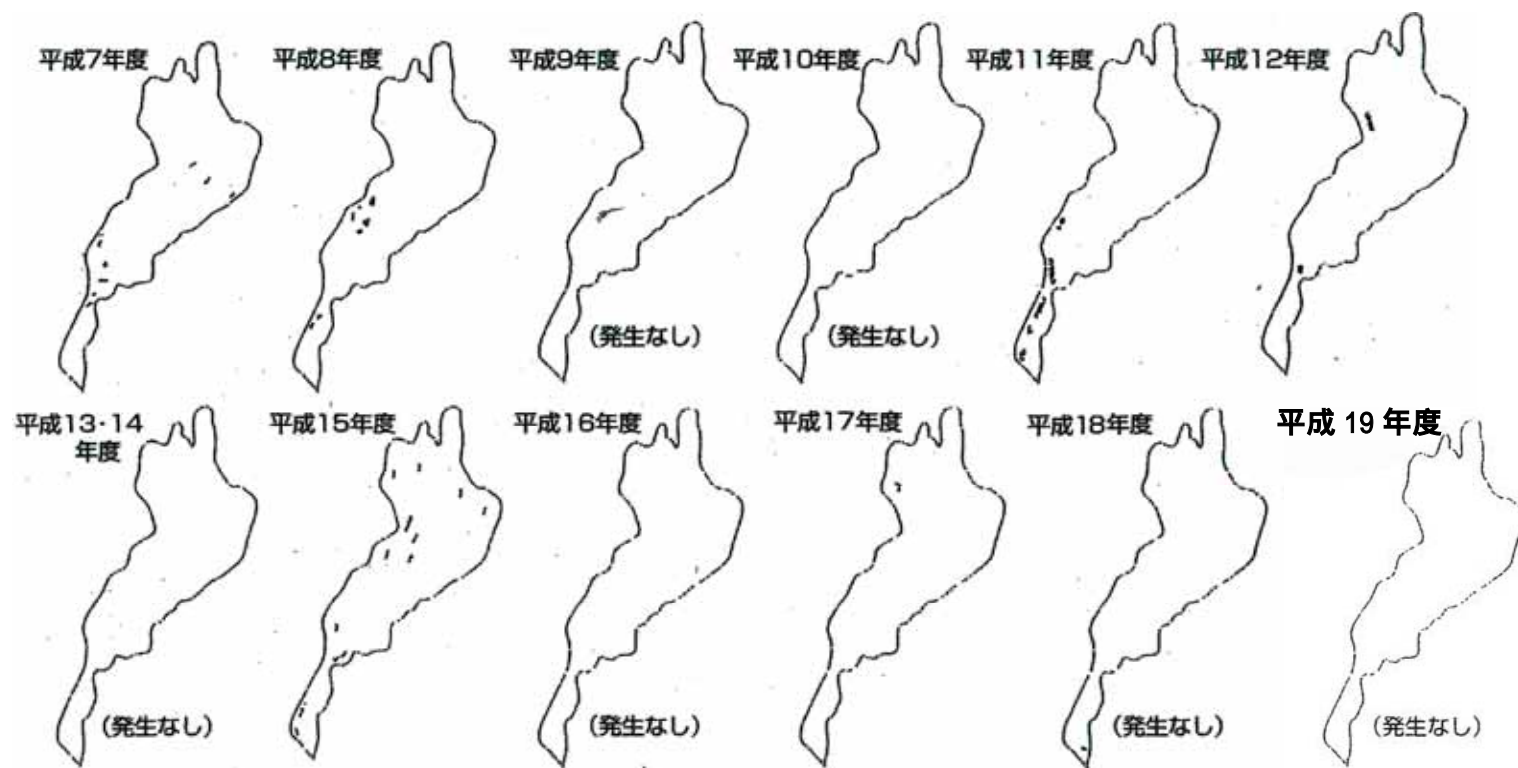 平成7年度
平成8年度
平成9年度
平成10年度
平成11年度
平成12年度
(発生なし)
(発生なし)
平成13・14
年度
平成15年度
平成16年度
平成17年度
平成18年度
平成 19 年度
(発生なし)
(発生なし)
(発生なし)
(発生なし)